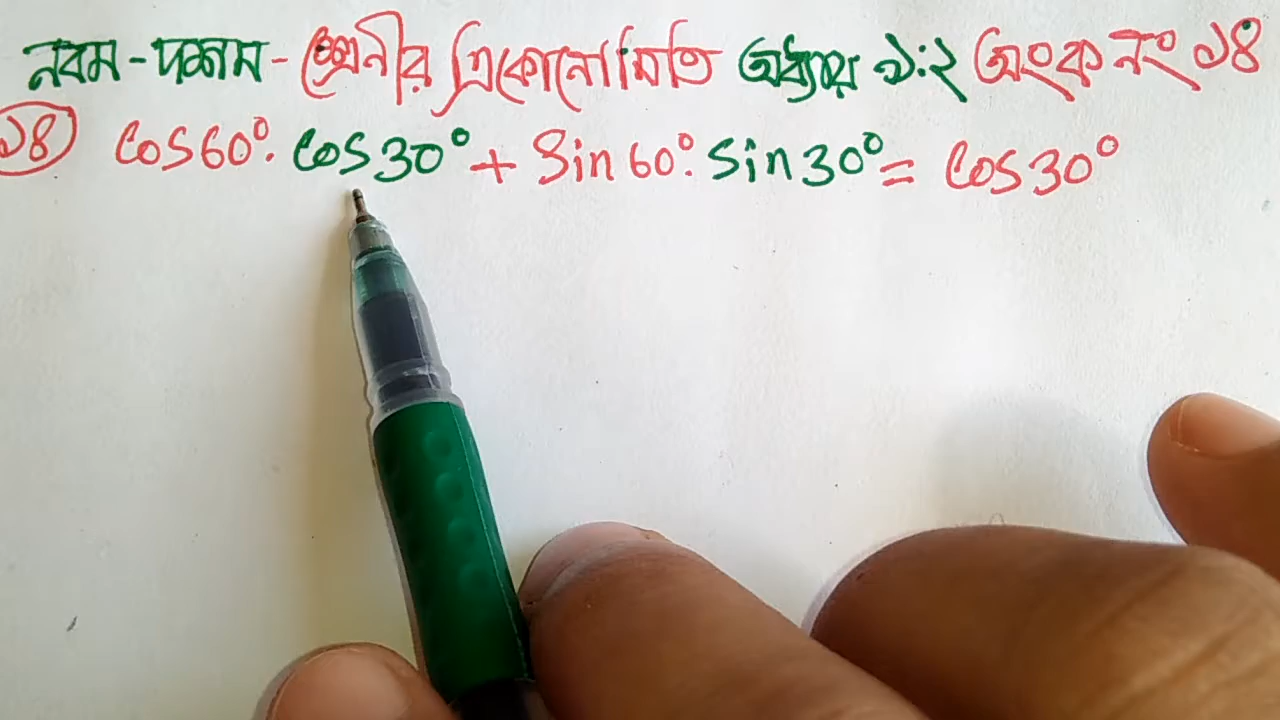 নবম-দশম-শ্রেনীর ত্রিকোনোমিতি অধ্যায় ৯:২ অংক নং ১৪
১৪ cos60°. cos30° + sin60°. sin30° = cos30°